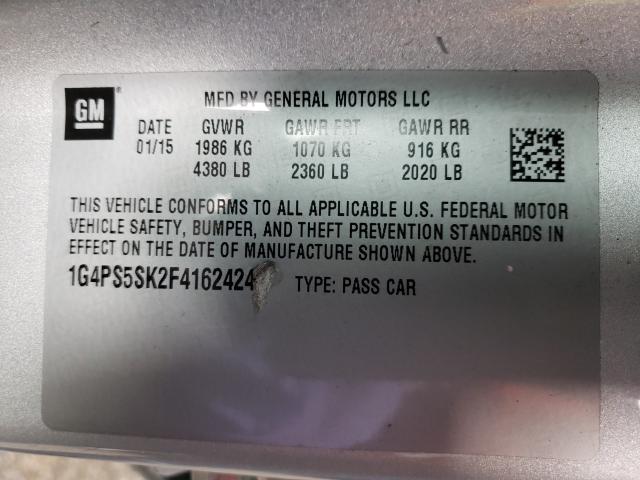 GM
MFD BY GENERAL MOTORS LLC
DATE GVWR GAWR FRT GAWR RR
01/15 1986 KG 1070 KG 916 KG
4380 LB 2360 LB 2020 LB
THIS VEHICLE CONFORMS TO ALL APPLICABLE U.S. FEDERAL MOTOR
VEHICLE SAFETY, BUMPER, AND THEFT PREVENTION STANDARDS IN
EFFECT ON THE DATE OF MANUFACTURE SHOWN ABOVE.
1G4PS5SK2F4162424 TYPE: PASS CAR